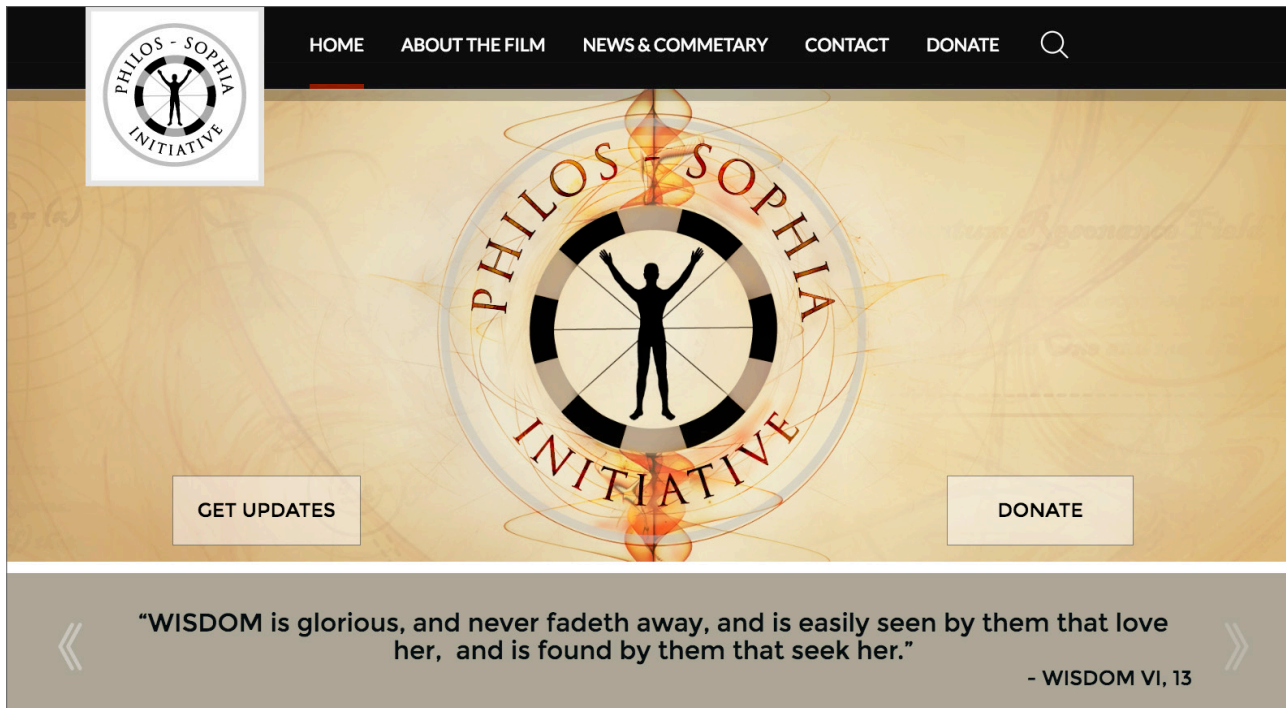 PHILOS - SOPHIA
INITIATIVE
HOME ABOUT THE FILM NEWS & COMMETARY CONTACT DONATE
PHILOS - SOPHIA
INITIATIVE
GET UPDATES
DONATE
“WISDOM is glorious, and never fadeth away, and is easily seen by them that love
her, and is found by them that seek her.”
- WISDOM VI, 13